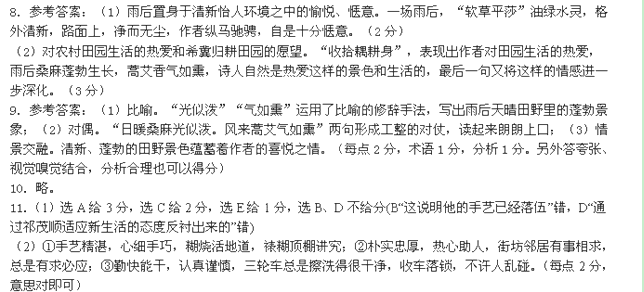 8．参考答案：（1）雨后置身于清新怡人环境之中的愉悦、惬意。一场雨后，“软草平莎”油绿水灵，格
外清新，路面上，净而无尘，作者纵马驰骋，自是十分惬意。（2 分）
（2）对农村田园生活的热爱和希冀归耕田园的愿望。“收拾耦耕身”，表现出作者对田园生活的热爱，
雨后桑麻蓬勃生长，蒿艾香气如薰，诗人自然是热爱这样的景色和生活的，最后一句又将这样的情感进一
步深化。（3 分）
9．参考答案：（1）比喻。“光似泼”“气如薰”运用了比喻的修辞手法，写出雨后天晴田野里的蓬勃景
象；（2）对偶。“日暖桑麻光似泼。风来蒿艾气如薰”两句形成工整的对仗，读起来朗朗上口；（3）情
景交融。清新、蓬勃的田野景色蕴蓄着作者的喜悦之情。（每点 2 分，术语 1 分，分析 1 分。另外答夸张、
视觉嗅觉结合，分析合理也可以得分）
10．略。
11．（1）选 A 给 3 分，选 C 给 2 分，选 E 给 1 分，选 B、D 不给分(B“这说明他的手艺已经落伍”错，D“通
过祁茂顺适应新生活的态度反衬出来的”错)
（2）①手艺精湛，心细手巧，糊烧活地道，裱糊顶棚讲究；②朴实忠厚，热心助人，街坊邻居有事相求，
总是有求必应；③勤快能干，认真谨慎，三轮车总是擦洗得很干净，收车落锁，不许人乱碰。（每点 2 分，
意思对即可）